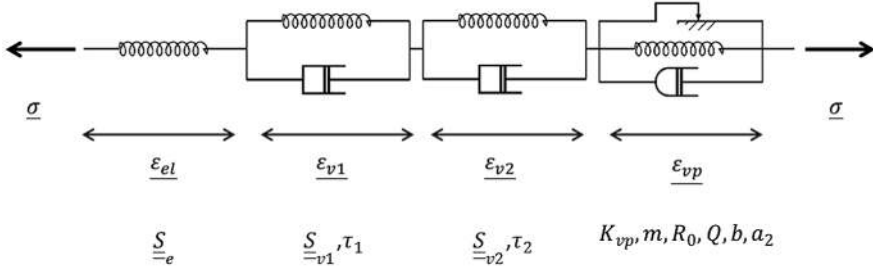 σ σ
ε_el ε_v1 ε_v2 ε_vp
S_e S_v1,τ_1 S_v2,τ_2 K_vp, m, R_0, Q, b, a_2